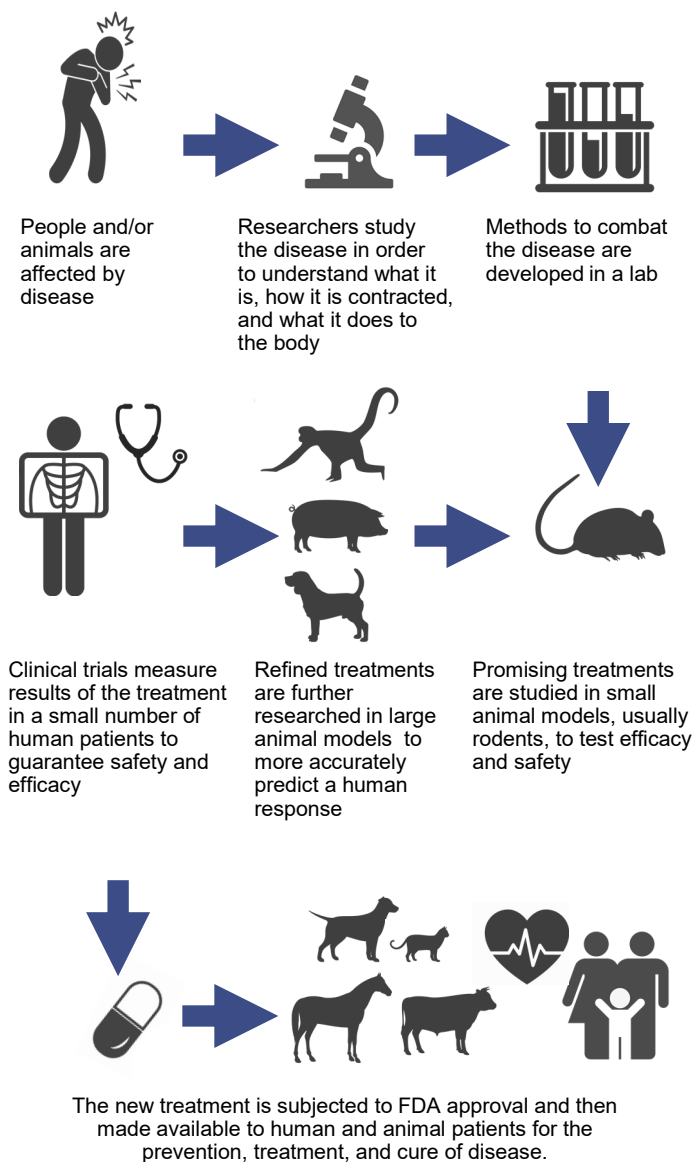 People and/or
animals are
affected by
disease
Researchers study
the disease in order
to understand what it
is, how it is contracted,
and what it does to
the body
Methods to combat
the disease are
developed in a lab
Clinical trials measure
results of the treatment
in a small number of
human patients to
guarantee safety and
efficacy
Refined treatments
are further
researched in large
animal models  to
more accurately
predict a human
response
Promising treatments
are studied in small
animal models, usually
rodents, to test efficacy
and safety
The new treatment is subjected to FDA approval and then
made available to human and animal patients for the
prevention, treatment, and cure of disease.